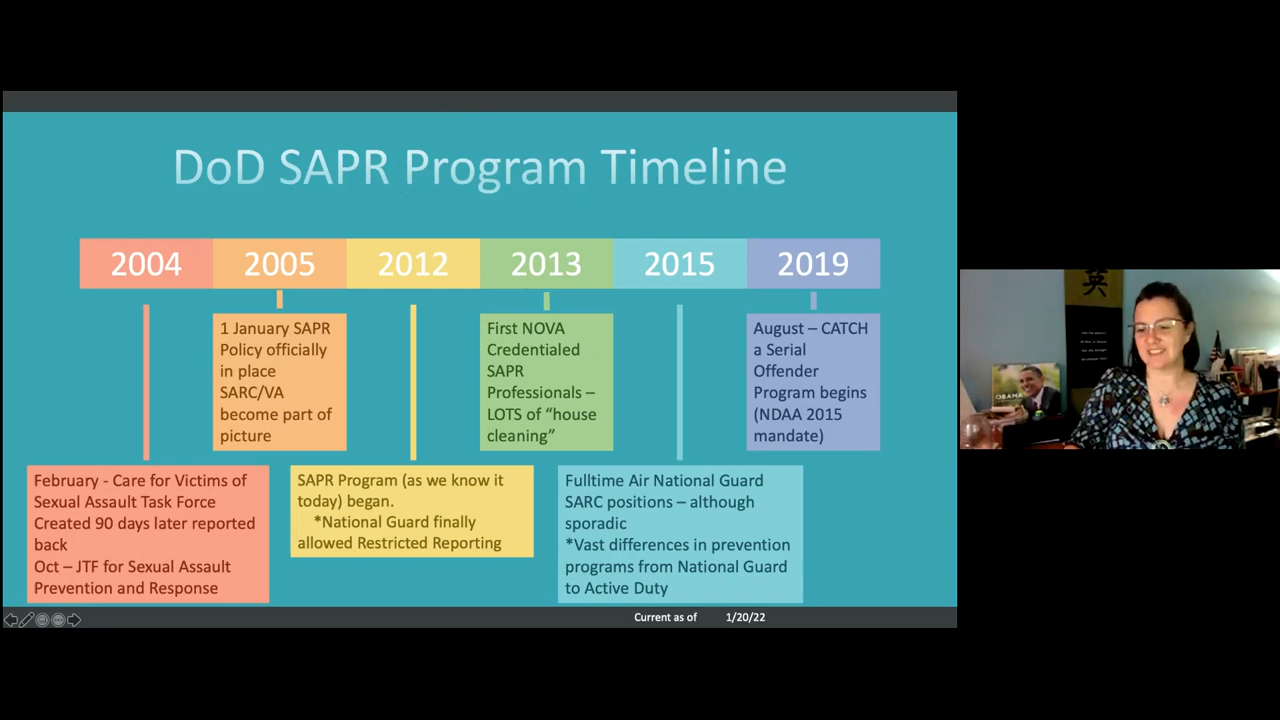 DoD SAPR Program Timeline
2004
2005
2012
2013
2015
2019
1 January SAPR
Policy officially
in place
SARC/VA
become part of
picture
First NOVA
Credentialed
SAPR
Professionals –
LOTS of “house
cleaning”
August – CATCH
a Serial
Offender
Program begins
(NDAA 2015
mandate)
February - Care for Victims of
Sexual Assault Task Force
Created 90 days later reported
back
Oct – JTF for Sexual Assault
Prevention and Response
SAPR Program (as we know it
today) began.
*National Guard finally
allowed Restricted Reporting
Fulltime Air National Guard
SARC positions – although
sporadic
*Vast differences in prevention
programs from National Guard
to Active Duty
Current as of 1/20/22
英
OBAMA